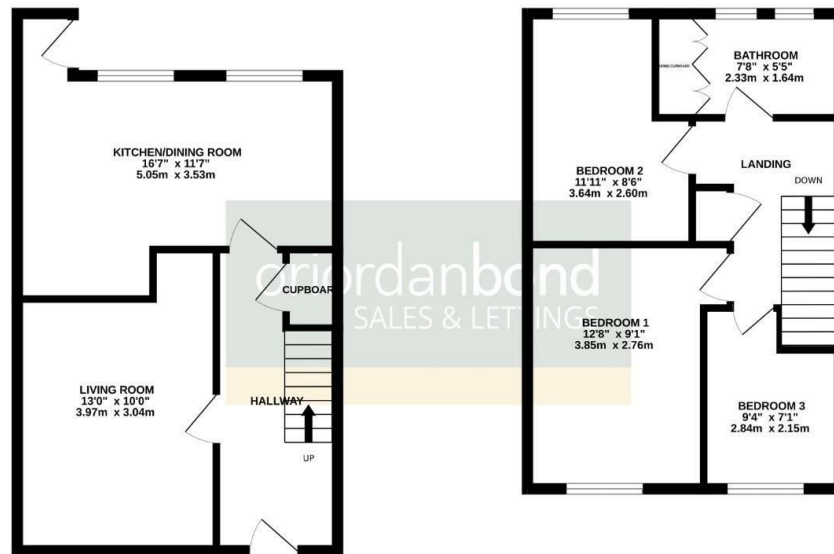 KITCHEN/DINING ROOM
16'7" x 11'7"
5.05m x 3.53m
CUPBOAR
LIVING ROOM
13'0" x 10'0"
3.97m x 3.04m
HALLWAY
UP
BATHROOM
7'8" x 5'5"
2.33m x 1.64m
BEDROOM 2
11'11" x 8'6"
3.64m x 2.60m
LANDING
DOWN
BEDROOM 1
12'8" x 9'1"
3.85m x 2.76m
BEDROOM 3
9'4" x 7'1"
2.84m x 2.15m
oriordanbond
SALES & LETTINGS